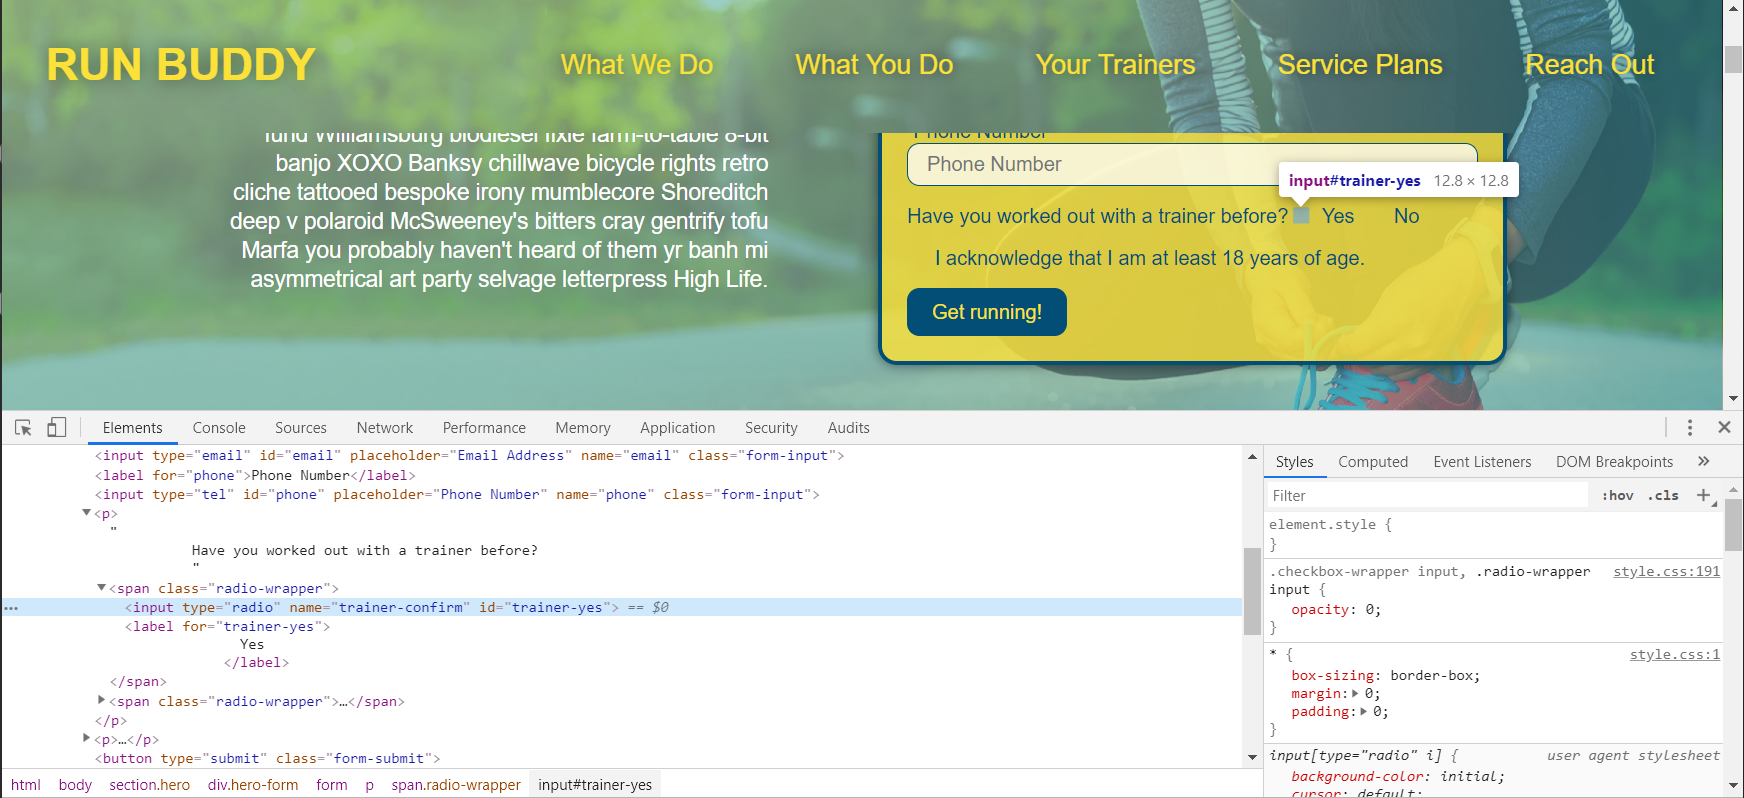 RUN BUDDY What We Do What You Do Your Trainers Service Plans Reach Out
fund Williamsburg biodiesel fixie farm-to-table 8-bit
banjo XOXO Banksy chillwave bicycle rights retro
cliche tattooed bespoke irony mumblecore Shoreditch
deep v polaroid McSweeney's bitters cray gentrify tofu
Marfa you probably haven't heard of them yr banh mi
asymmetrical art party selvage letterpress High Life.
Phone Number
Phone Number
input#trainer-yes 12.8 × 12.8
Have you worked out with a trainer before? Yes No
I acknowledge that I am at least 18 years of age.
Get running!
Elements Console Sources Network Performance Memory Application Security Audits
<input type="email" id="email" placeholder="Email Address" name="email" class="form-input">
<label for="phone">Phone Number</label>
<input type="tel" id="phone" placeholder="Phone Number" name="phone" class="form-input">
<p>
"
Have you worked out with a trainer before?
"
<span class="radio-wrapper">
<input type="radio" name="trainer-confirm" id="trainer-yes"> == $0
<label for="trainer-yes">
Yes
</label>
</span>
<span class="radio-wrapper">…</span>
</p>
<p>…</p>
<button type="submit" class="form-submit">
html body section.hero div.hero-form form p span.radio-wrapper input#trainer-yes
Styles Computed Event Listeners DOM Breakpoints »
Filter :hov .cls +
element.style {
}
.checkbox-wrapper input, .radio-wrapper style.css:191
input {
opacity: 0;
}
* { style.css:1
box-sizing: border-box;
margin: 0;
padding: 0;
}
input[type="radio" i] { user agent stylesheet
background-color: initial;
cursor: default;